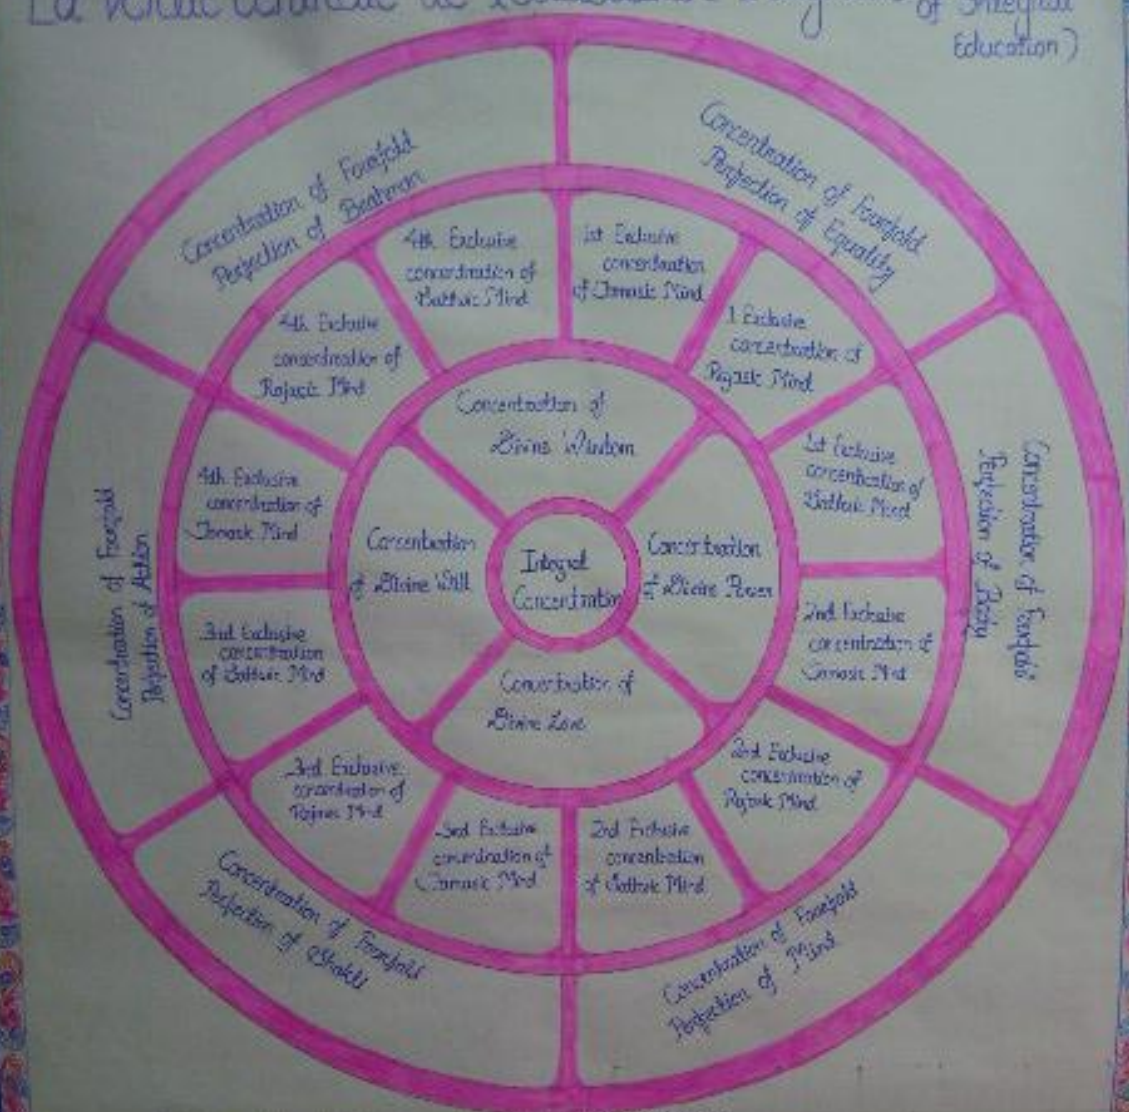 of Integral
Education)
Concentration of Fourfold
Perfection of Brahman
Concentration of Fourfold
Perfection of Equality
Concentration of Fourfold
Perfection of Body
Concentration of Fourfold
Perfection of Mind
Concentration of Fourfold
Perfection of Shakti
Concentration of Fourfold
Perfection of Action
1st Exclusive
concentration
of Tamasic Mind
1 Exclusive
concentration of
Rajasic Mind
1st Exclusive
concentration of
Sattwic Mind
2nd Exclusive
concentration of
Tamasic Mind
2nd Exclusive
concentration of
Rajasic Mind
2nd Exclusive
concentration
of Sattwic Mind
3rd Exclusive
concentration of
Tamasic Mind
3rd Exclusive
concentration of
Rajasic Mind
3rd Exclusive
concentration
of Sattwic Mind
4th Exclusive
concentration of
Tamasic Mind
4th Exclusive
concentration of
Rajasic Mind
4th Exclusive
concentration of
Sattwic Mind
Concentration of
Divine Wisdom
Concentration
of Divine Power
Concentration of
Divine Love
Concentration
of Divine Will
Integral
Concentration